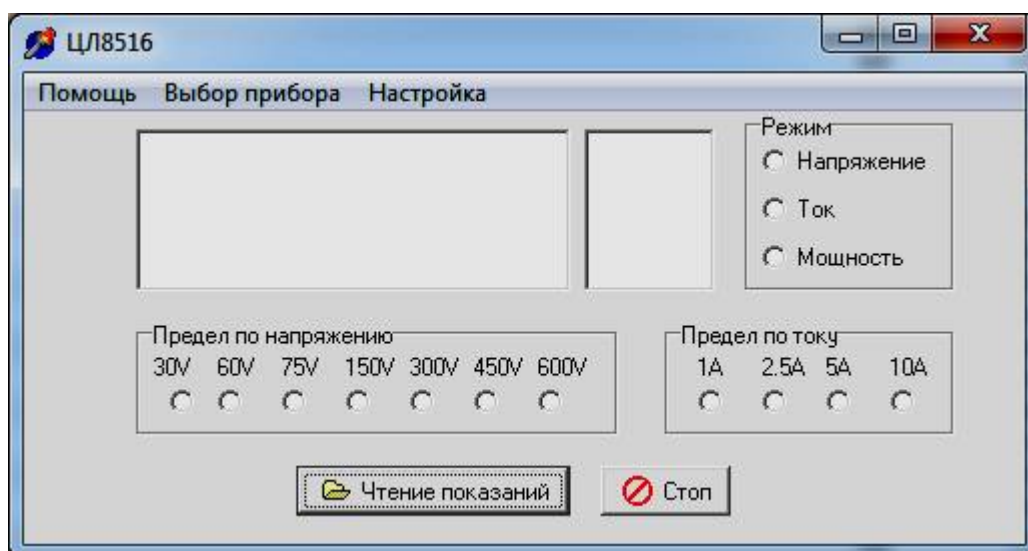 ЦЛ8516
Помощь Выбор прибора Настройка
Режим
Напряжение
Ток
Мощность
Предел по напряжению
30V 60V 75V 150V 300V 450V 600V
Предел по току
1A 2.5A 5A 10A
Чтение показаний
Стоп